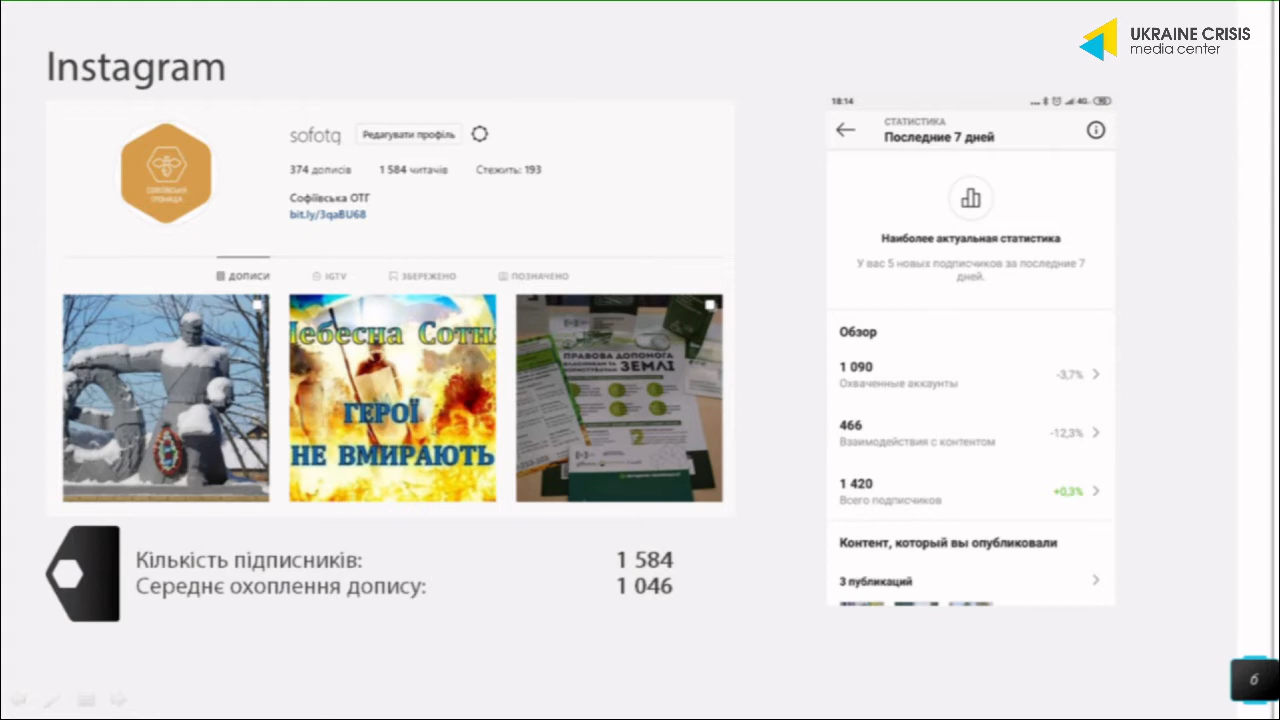 UKRAINE CRISIS
media center
Instagram
sofotq
Редагувати профіль
374 дописів
1 584 читачів
Стежить: 193
Софіївська ОТГ
bit.ly/3qaBU68
СОФІЇВСЬКА
ГРОМАДА
ДОПИСИ
IGTV
ЗБЕРЕЖЕНО
ПОЗНАЧЕНО
Небесна Сотня
ГЕРОЇ
НЕ ВМИРАЮТЬ
ПРАВОВА ДОПОМОГА
ЗЕМЛІ
Кількість підписників: 1 584
Середнє охоплення допису: 1 046
18:14
4G
СТАТИСТИКА
Последние 7 дней
Наиболее актуальная статистика
У вас 5 новых подписчиков за последние 7
дней.
Обзор
1 090
Охваченные аккаунты
-3,7%
466
Взаимодействия с контентом
-12,3%
1 420
Всего подписчиков
+0,3%
Контент, который вы опубликовали
3 публикаций
6